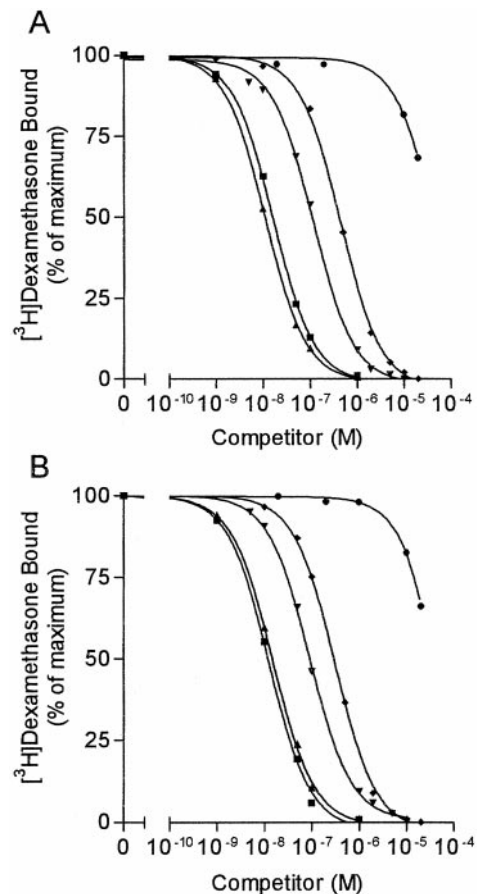 A
100
75
50
25
0
[³H]Dexamethasone Bound
(% of maximum)
0 10⁻¹⁰ 10⁻⁹ 10⁻⁸ 10⁻⁷ 10⁻⁶ 10⁻⁵ 10⁻⁴
Competitor (M)
B
100
75
50
25
0
[³H]Dexamethasone Bound
(% of maximum)
0 10⁻¹⁰ 10⁻⁹ 10⁻⁸ 10⁻⁷ 10⁻⁶ 10⁻⁵ 10⁻⁴
Competitor (M)